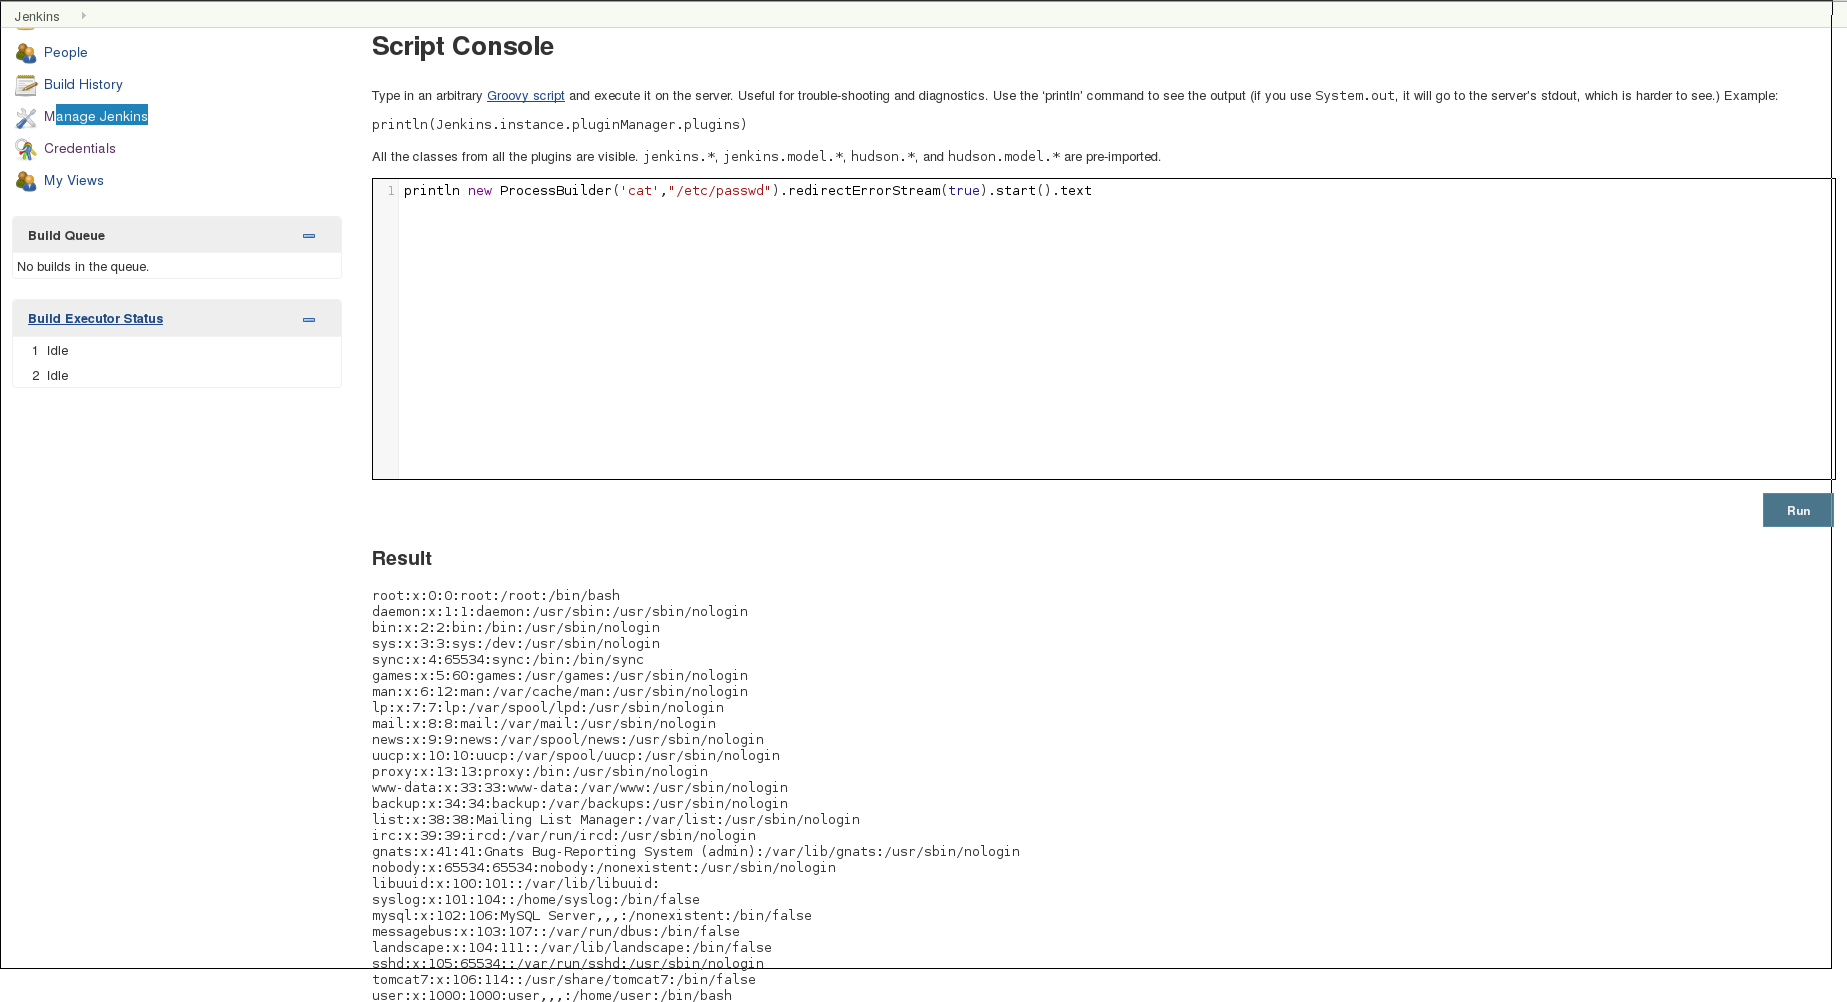 Jenkins
People
Build History
Manage Jenkins
Credentials
My Views
Build Queue
No builds in the queue.
Build Executor Status
1 Idle
2 Idle
Script Console
Type in an arbitrary Groovy script and execute it on the server. Useful for trouble-shooting and diagnostics. Use the ‘println’ command to see the output (if you use System.out, it will go to the server’s stdout, which is harder to see.) Example:
println(Jenkins.instance.pluginManager.plugins)
All the classes from all the plugins are visible. jenkins.*, jenkins.model.*, hudson.*, and hudson.model.* are pre-imported.
1 println new ProcessBuilder('cat',"/etc/passwd").redirectErrorStream(true).start().text
Run
Result
root:x:0:0:root:/root:/bin/bash
daemon:x:1:1:daemon:/usr/sbin:/usr/sbin/nologin
bin:x:2:2:bin:/bin:/usr/sbin/nologin
sys:x:3:3:sys:/dev:/usr/sbin/nologin
sync:x:4:65534:sync:/bin:/bin/sync
games:x:5:60:games:/usr/games:/usr/sbin/nologin
man:x:6:12:man:/var/cache/man:/usr/sbin/nologin
lp:x:7:7:lp:/var/spool/lpd:/usr/sbin/nologin
mail:x:8:8:mail:/var/mail:/usr/sbin/nologin
news:x:9:9:news:/var/spool/news:/usr/sbin/nologin
uucp:x:10:10:uucp:/var/spool/uucp:/usr/sbin/nologin
proxy:x:13:13:proxy:/bin:/usr/sbin/nologin
www-data:x:33:33:www-data:/var/www:/usr/sbin/nologin
backup:x:34:34:backup:/var/backups:/usr/sbin/nologin
list:x:38:38:Mailing List Manager:/var/list:/usr/sbin/nologin
irc:x:39:39:ircd:/var/run/ircd:/usr/sbin/nologin
gnats:x:41:41:Gnats Bug-Reporting System (admin):/var/lib/gnats:/usr/sbin/nologin
nobody:x:65534:65534:nobody:/nonexistent:/usr/sbin/nologin
libuuid:x:100:101::/var/lib/libuuid:
syslog:x:101:104::/home/syslog:/bin/false
mysql:x:102:106:MySQL Server,,,:/nonexistent:/bin/false
messagebus:x:103:107::/var/run/dbus:/bin/false
landscape:x:104:111::/var/lib/landscape:/bin/false
sshd:x:105:65534::/var/run/sshd:/usr/sbin/nologin
tomcat7:x:106:114::/usr/share/tomcat7:/bin/false
user:x:1000:1000:user,,,:/home/user:/bin/bash